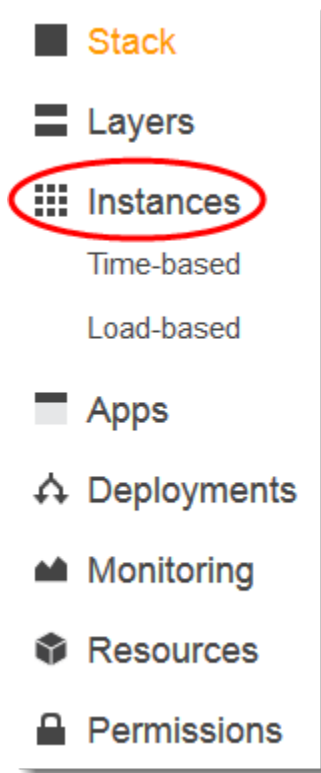 Stack
Layers
Instances
Time-based
Load-based
Apps
Deployments
Monitoring
Resources
Permissions